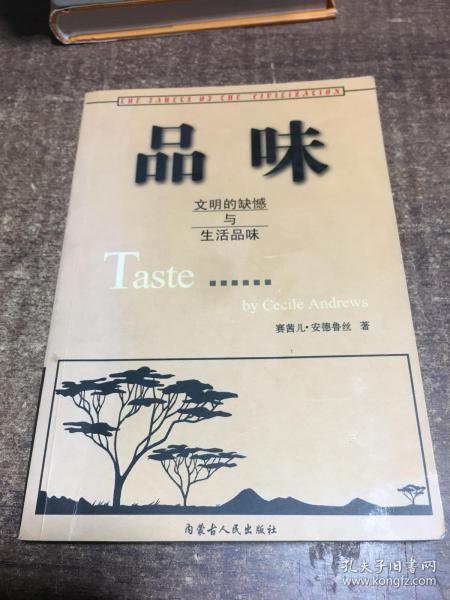 THE FAULTS OF THE CIVILIZATION
品味
文明的缺憾
与
生活品味
Taste ......
by Cecile Andrews
赛茜儿·安德鲁丝 著
内蒙古人民出版社
孔夫子旧书网
www.kongfz.com